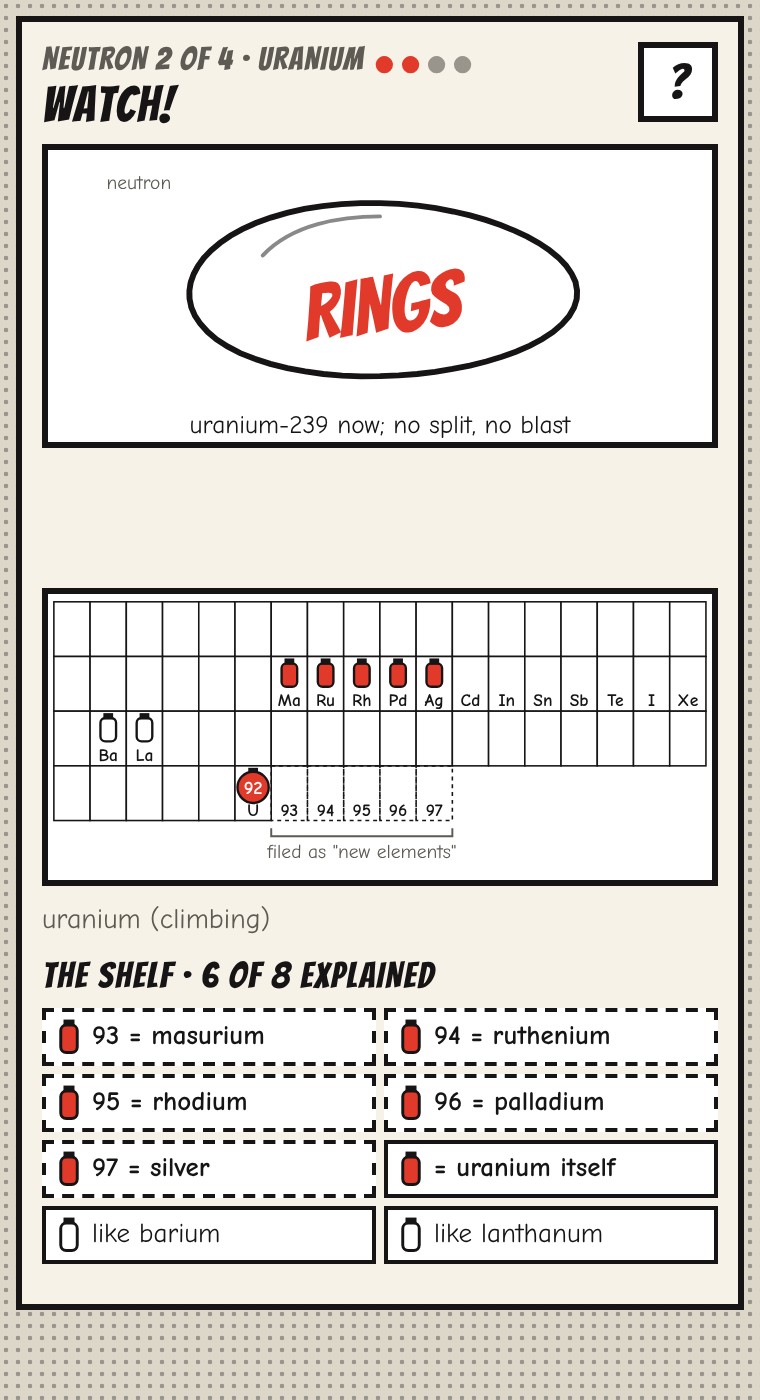 NEUTRON 2 OF 4 · URANIUM
WATCH!
?
neutron
RINGS
uranium-239 now; no split, no blast
Ma Ru Rh Pd Ag Cd In Sn Sb Te I Xe
Ba La
92
U 93 94 95 96 97
filed as "new elements"
uranium (climbing)
THE SHELF · 6 OF 8 EXPLAINED
93 = masurium
94 = ruthenium
95 = rhodium
96 = palladium
97 = silver
= uranium itself
like barium
like lanthanum